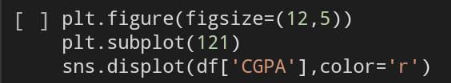 [ ] plt.figure(figsize=(12,5))
plt.subplot(121)
sns.displot(df['CGPA'],color='r')